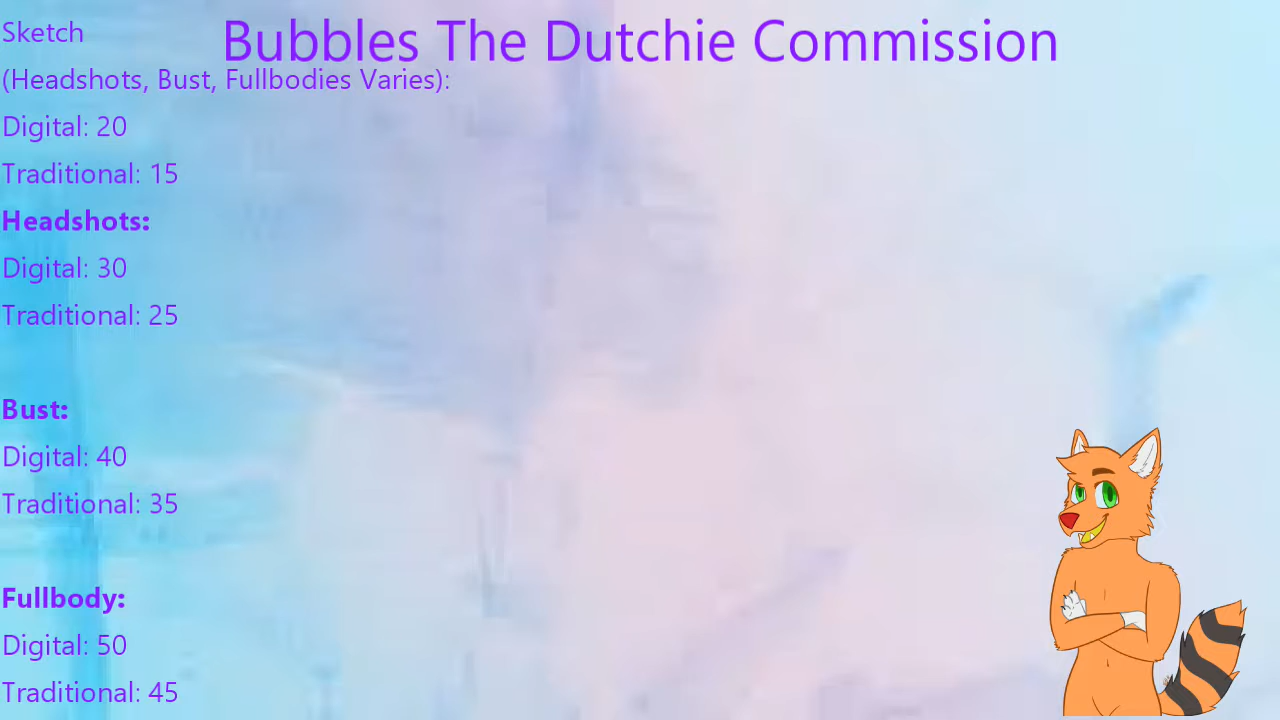 Bubbles The Dutchie Commission
Sketch
(Headshots, Bust, Fullbodies Varies):
Digital: 20
Traditional: 15
Headshots:
Digital: 30
Traditional: 25
Bust:
Digital: 40
Traditional: 35
Fullbody:
Digital: 50
Traditional: 45